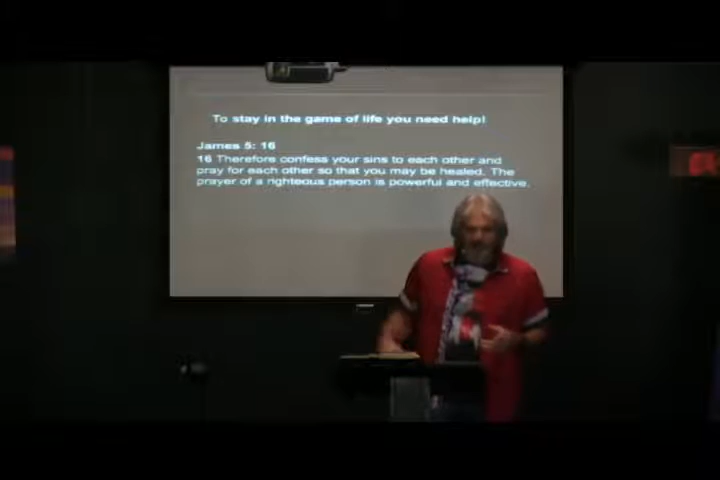 To stay in the game of life you need help!
James 5: 16
16 Therefore confess your sins to each other and
pray for each other so that you may be healed. The
prayer of a righteous person is powerful and effective.